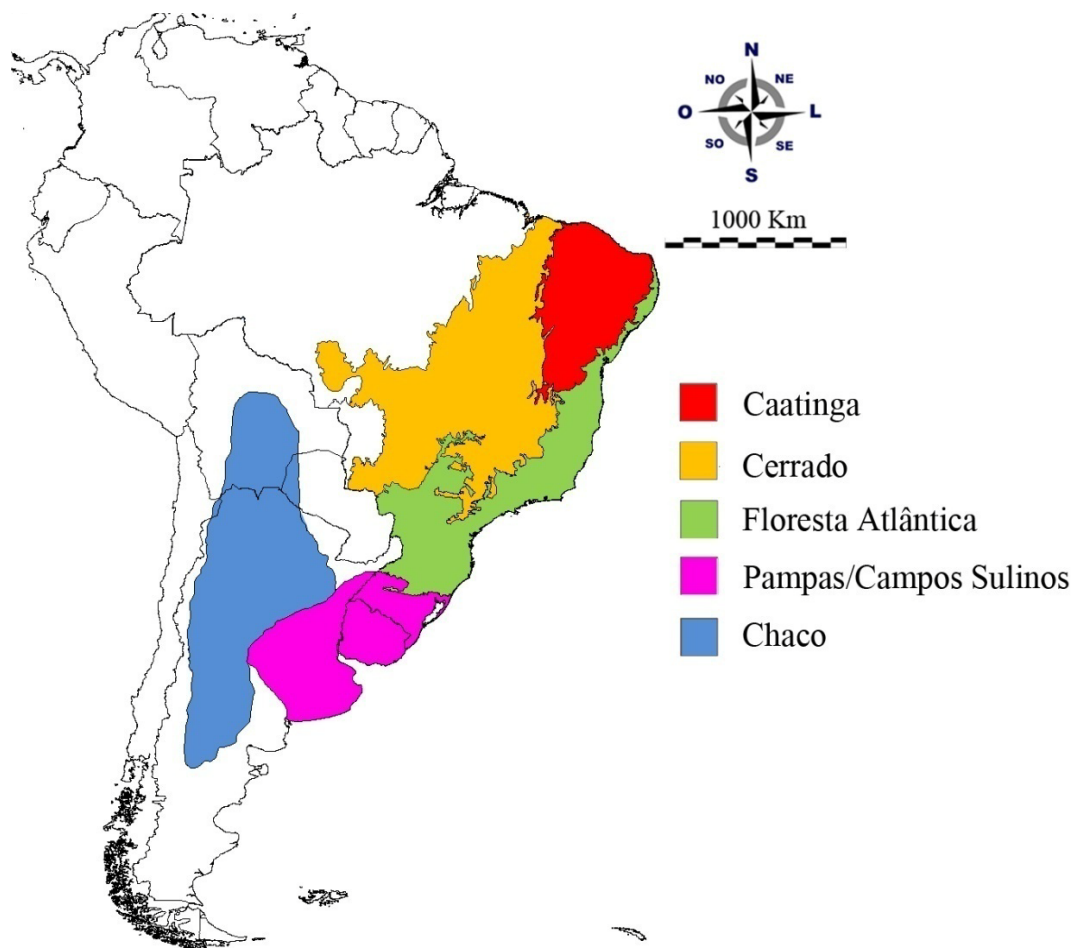 N
NO NE
O L
SO SE
S
1000 Km
Caatinga
Cerrado
Floresta Atlântica
Pampas/Campos Sulinos
Chaco